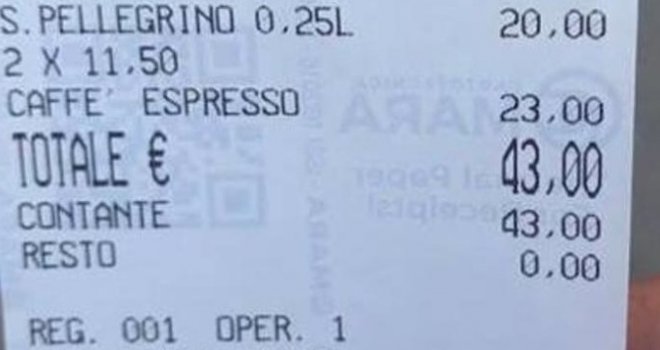 S.PELLEGRINO 0,25L 20,00
2 X 11,50
CAFFE' ESPRESSO 23,00
TOTALE € 43,00
CONTANTE 43,00
RESTO 0,00
REG. 001 OPER. 1